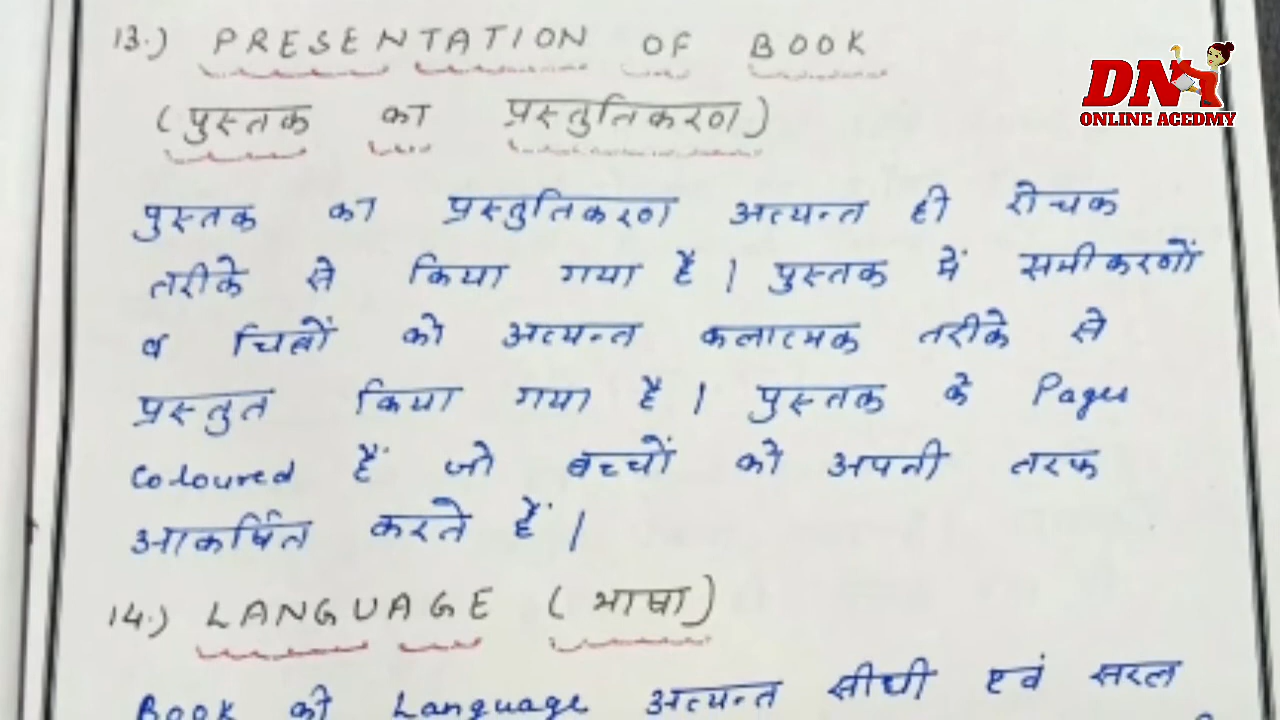 13.) PRESENTATION OF BOOK
(पुस्तक का प्रस्तुतिकरण)
पुस्तक का प्रस्तुतिकरण अत्यन्त ही रोचक
तरीके से किया गया है । पुस्तक में समीकरणों
व चित्रों को अत्यन्त कलात्मक तरीके से
प्रस्तुत किया गया है । पुस्तक के Pages
Coloured हैं जो बच्चों को अपनी तरफ
आकर्षित करते हैं ।
14.) LANGUAGE (भाषा)
Book की Language अत्यन्त सीधी एवं सरल
DN
ONLINE ACEDMY